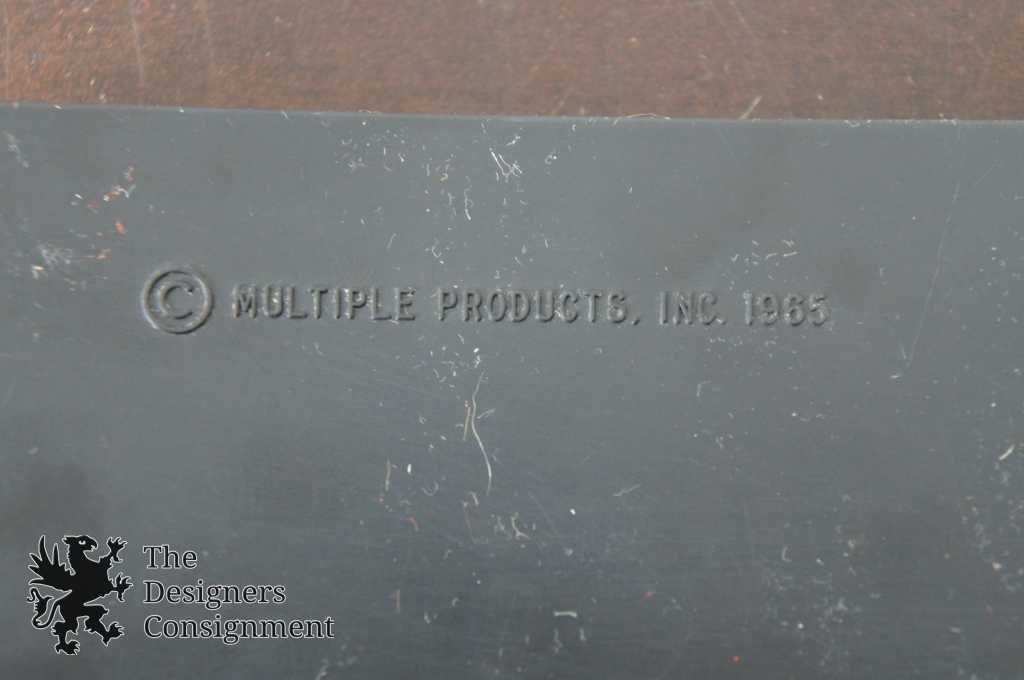 © MULTIPLE PRODUCTS, INC. 1965
The
Designers
Consignment